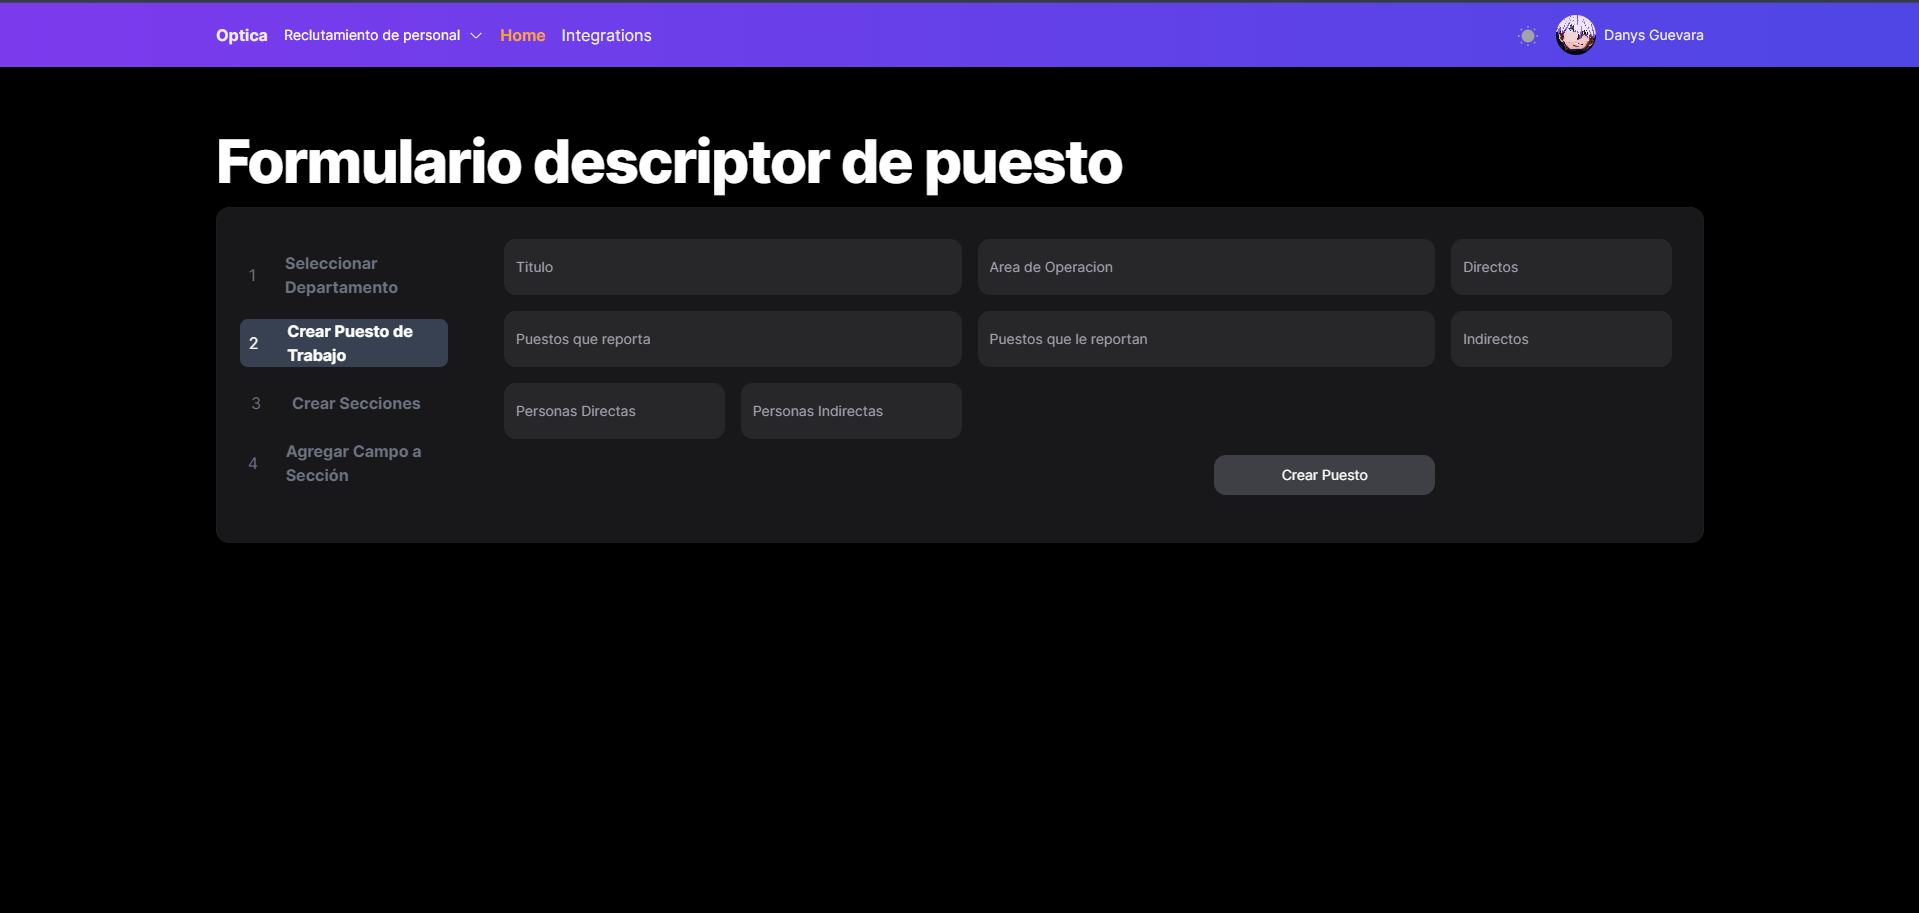 Optica Reclutamiento de personal Home Integrations Danys Guevara
Formulario descriptor de puesto
1 Seleccionar
Departamento
2 Crear Puesto de
Trabajo
3 Crear Secciones
4 Agregar Campo a
Sección
Titulo Area de Operacion Directos
Puestos que reporta Puestos que le reportan Indirectos
Personas Directas Personas Indirectas
Crear Puesto